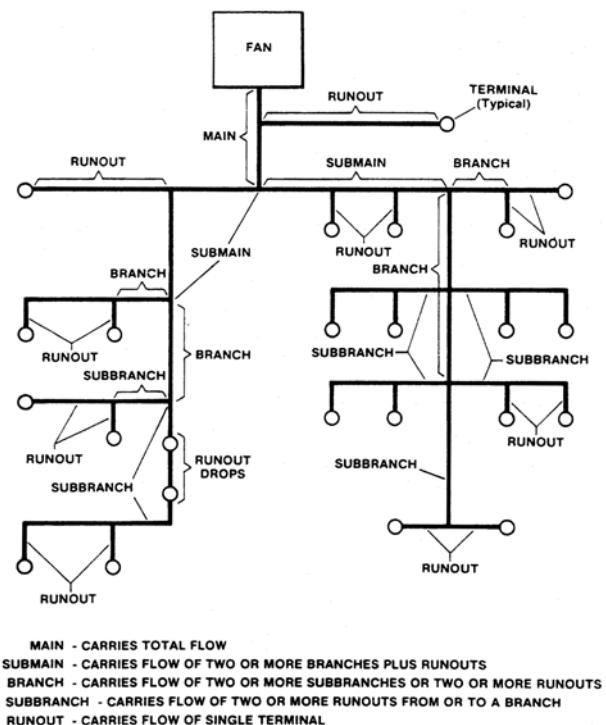 FAN
RUNOUT
TERMINAL
(Typical)
MAIN
RUNOUT
SUBMAIN
BRANCH
RUNOUT
RUNOUT
SUBMAIN
BRANCH
BRANCH
RUNOUT
BRANCH
SUBBRANCH
SUBBRANCH
SUBBRANCH
RUNOUT
RUNOUT
RUNOUT
DROPS
SUBBRANCH
SUBBRANCH
RUNOUT
RUNOUT
MAIN - CARRIES TOTAL FLOW
SUBMAIN - CARRIES FLOW OF TWO OR MORE BRANCHES PLUS RUNOUTS
BRANCH - CARRIES FLOW OF TWO OR MORE SUBBRANCHES OR TWO OR MORE RUNOUTS
SUBBRANCH - CARRIES FLOW OF TWO OR MORE RUNOUTS FROM OR TO A BRANCH
RUNOUT - CARRIES FLOW OF SINGLE TERMINAL